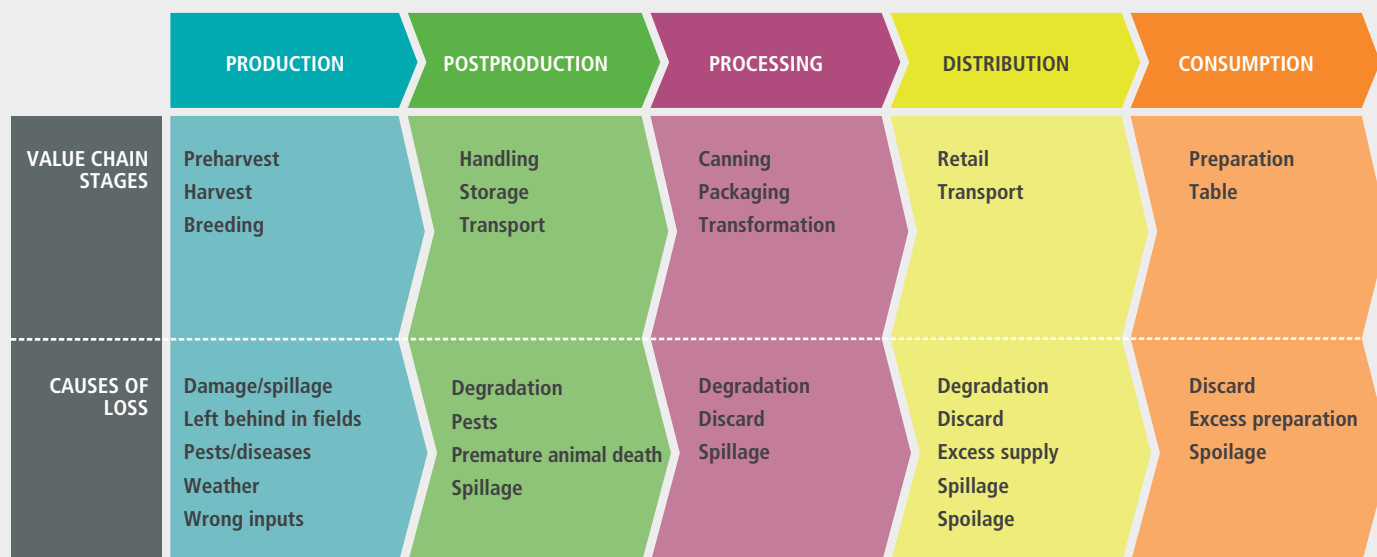 PRODUCTION
POSTPRODUCTION
PROCESSING
DISTRIBUTION
CONSUMPTION
VALUE CHAIN
STAGES
Preharvest
Harvest
Breeding
Handling
Storage
Transport
Canning
Packaging
Transformation
Retail
Transport
Preparation
Table
CAUSES OF
LOSS
Damage/spillage
Left behind in fields
Pests/diseases
Weather
Wrong inputs
Degradation
Pests
Premature animal death
Spillage
Degradation
Discard
Spillage
Degradation
Discard
Excess supply
Spillage
Spoilage
Discard
Excess preparation
Spoilage